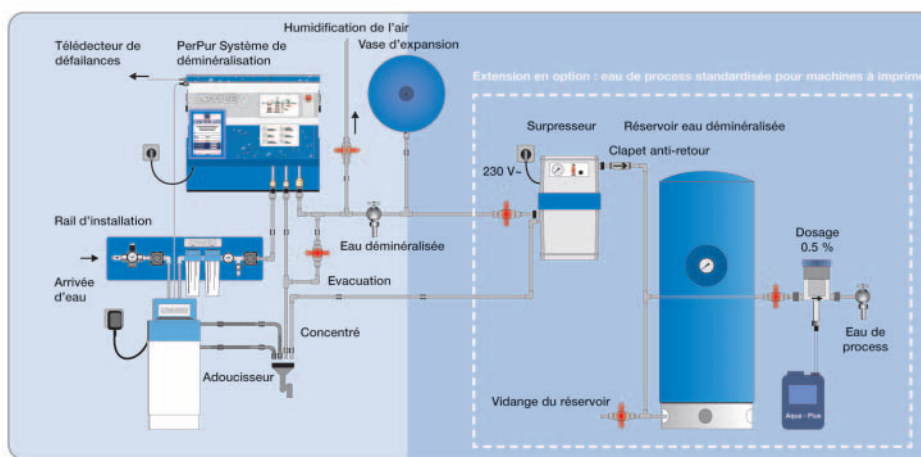 Humidification de l'air
Télédecteur de
défailances
PerPur Système de
déminéralisation
Vase d'expansion
Extension en option : eau de process standardisée pour machines à imprime
Surpresseur
Réservoir eau déminéralisée
Clapet anti-retour
230 V~
Rail d'installation
Eau déminéralisée
Dosage
0.5 %
Arrivée
d'eau
Evacuation
Concentré
Eau de
process
Adoucisseur
Vidange du réservoir
Aqua - Plus